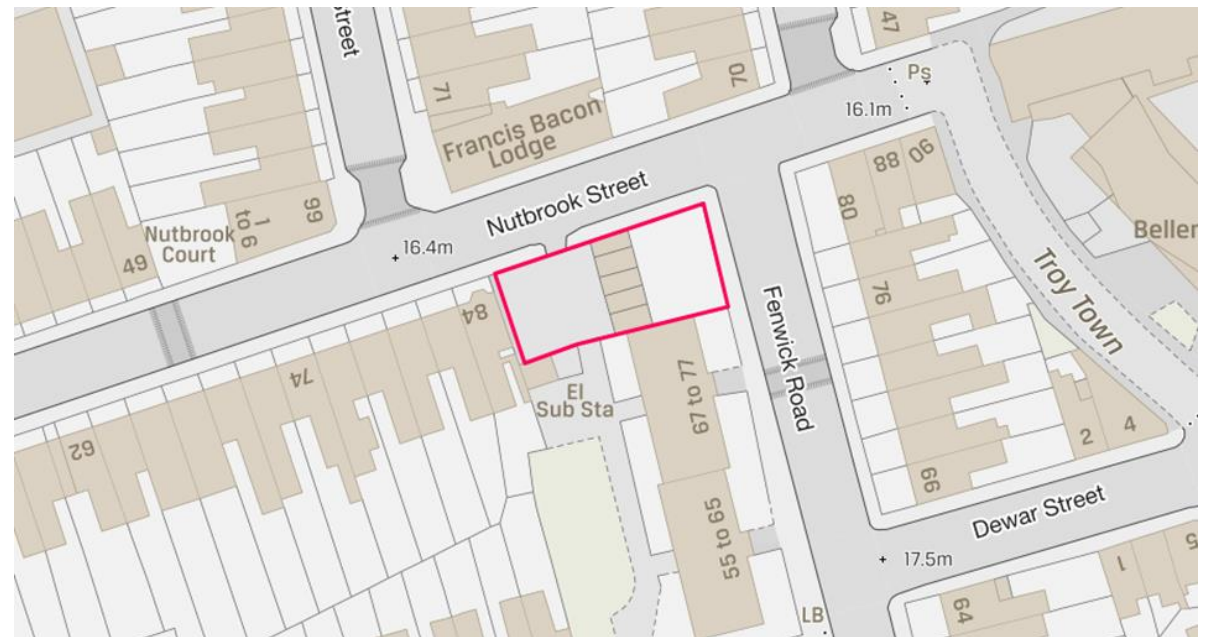 Street
47
Ps
71
70
16.1m
Francis Bacon
Lodge
88
90
80
Nutbrook Street
99
1
to 6
Nutbrook
Court
49
16.4m
Beller
Troy Town
84
76
Fenwick Road
74
El
Sub Sta
67 to 77
62
2
4
66
55 to 65
Dewar Street
17.5m
1
5
LB
64